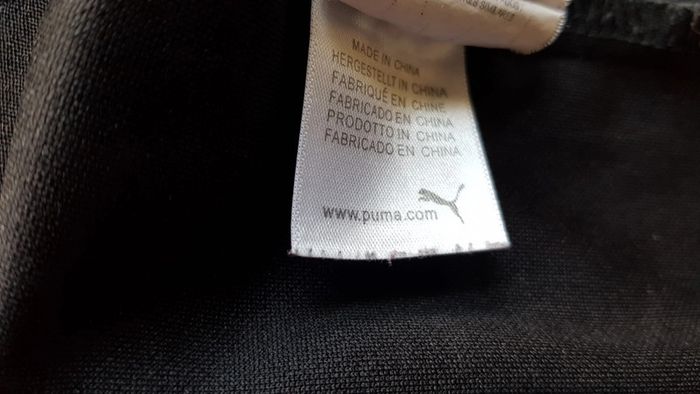 MADE IN CHINA
HERGESTELLT IN CHINA
FABRIQUÉ EN CHINE
FABRICADO EN CHINA
PRODOTTO IN CHINA
FABRICADO EN CHINA
www.puma.com